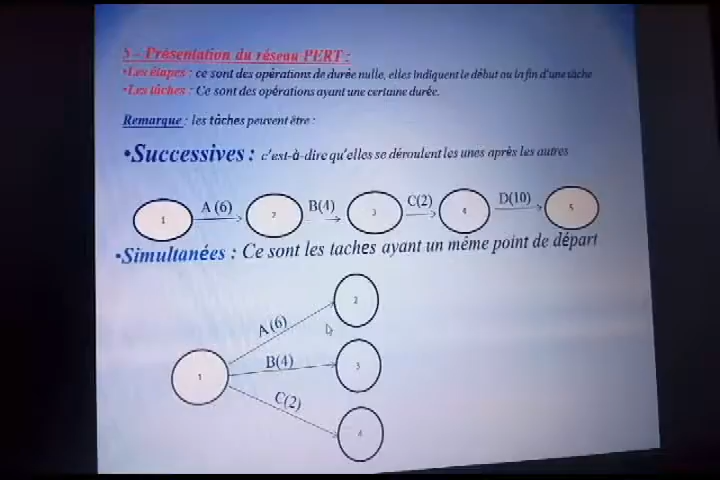 5 – Présentation du réseau PERT :
•Les étapes : ce sont des opérations de durée nulle, elles indiquent le début ou la fin d'une tâche
•Les tâches : Ce sont des opérations ayant une certaine durée.
Remarque : les tâches peuvent être :
•Successives : c'est-à-dire qu'elles se déroulent les unes après les autres
A (6) B(4) C(2) D(10)
1 2 3 4 5
•Simultanées : Ce sont les taches ayant un même point de départ
2
A(6)
B(4)
1 3
C(2)
4